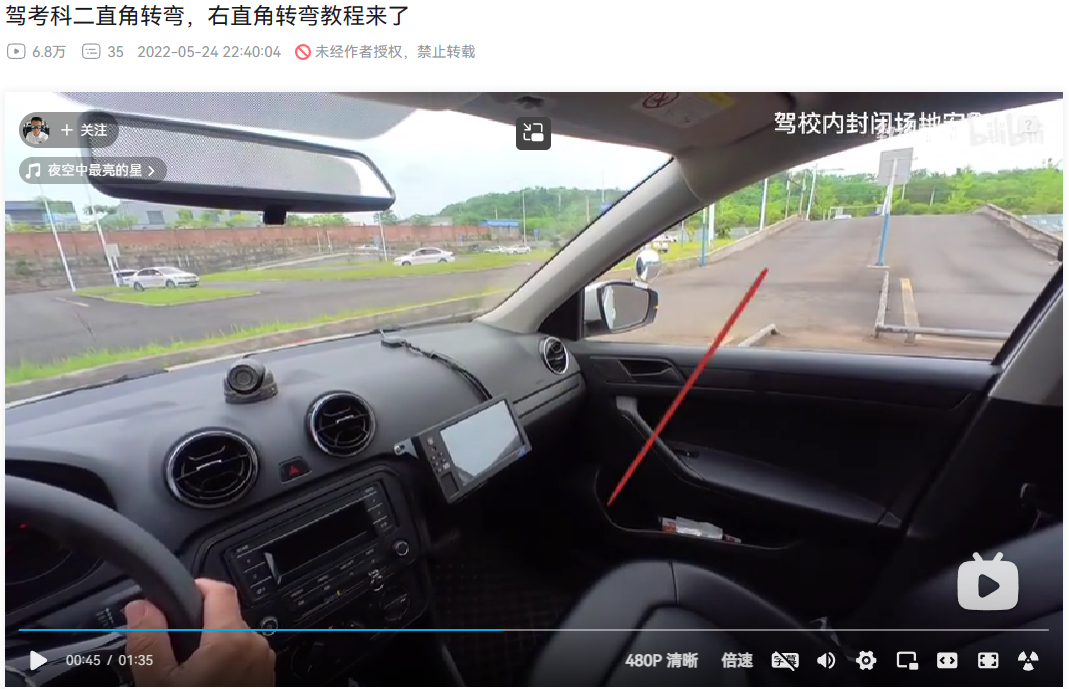 驾考科二直角转弯，右直角转弯教程来了
6.8万 35 2022-05-24 22:40:04 未经作者授权，禁止转载
+ 关注
驾校内封闭场地
bilibili
夜空中最亮的星
00:45 / 01:35
480P 清晰 倍速